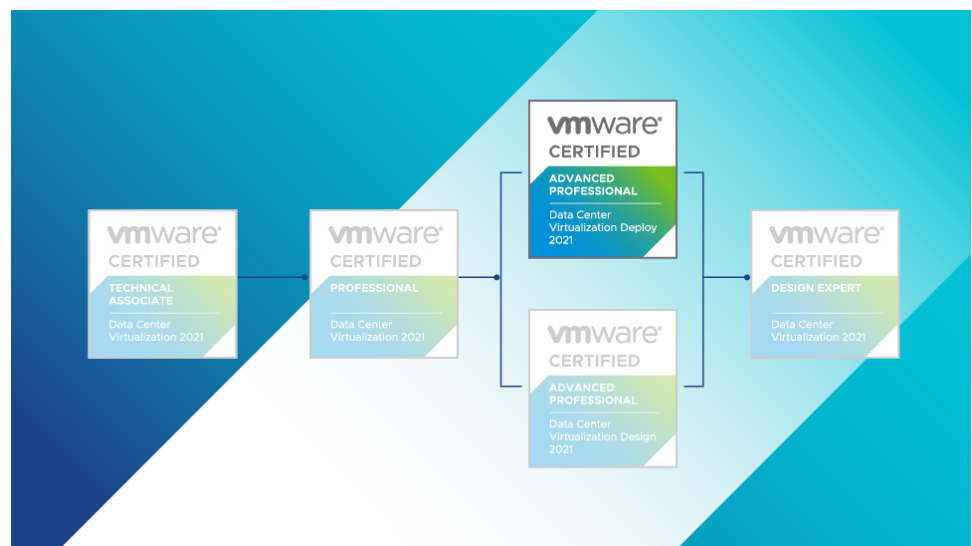 vmware®
CERTIFIED
TECHNICAL
ASSOCIATE
Data Center
Virtualization 2021
vmware®
CERTIFIED
PROFESSIONAL
Data Center
Virtualization 2021
vmware®
CERTIFIED
ADVANCED
PROFESSIONAL
Data Center
Virtualization Deploy
2021
vmware®
CERTIFIED
ADVANCED
PROFESSIONAL
Data Center
Virtualization Design
2021
vmware®
CERTIFIED
DESIGN EXPERT
Data Center
Virtualization 2021